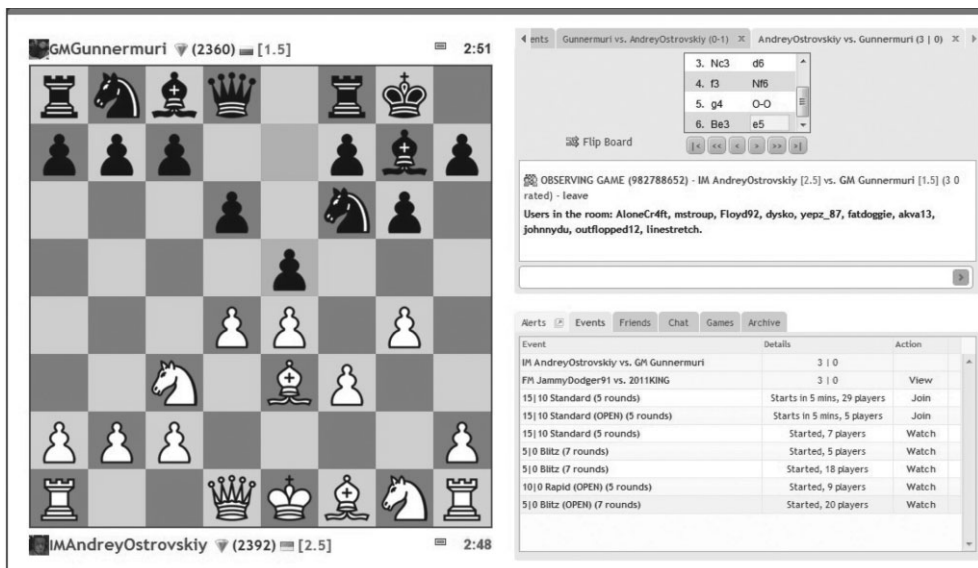 GMGunnermuri (2360) [1.5] 2:51
ents Gunnermuri vs. AndreyOstrovskiy (0-1) x AndreyOstrovskiy vs. Gunnermuri (3 | 0) x
3. Nc3 d6
4. f3 Nf6
5. g4 O-O
6. Be3 e5
Flip Board |< << < > >> >|
OBSERVING GAME (982788652) - IM AndreyOstrovskiy [2.5] vs. GM Gunnermuri [1.5] (3 0
rated) - leave
Users in the room: AloneCr4ft, mstroup, Floyd92, dysko, yepz_87, fatdoggie, akva13,
johnnydu, outflopped12, linestretch.
>
Alerts Events Friends Chat Games Archive
Event Details Action
IM AndreyOstrovskiy vs. GM Gunnermuri 3 | 0
FM JammyDodger91 vs. 2011KING 3 | 0 View
15|10 Standard (5 rounds) Starts in 5 mins, 29 players Join
15|10 Standard (OPEN) (5 rounds) Starts in 5 mins, 5 players Join
15|10 Standard (5 rounds) Started, 7 players Watch
5|0 Blitz (7 rounds) Started, 5 players Watch
5|0 Blitz (7 rounds) Started, 18 players Watch
10|0 Rapid (OPEN) (5 rounds) Started, 9 players Watch
5|0 Blitz (OPEN) (7 rounds) Started, 20 players Watch
IMAndreyOstrovskiy (2392) [2.5] 2:48